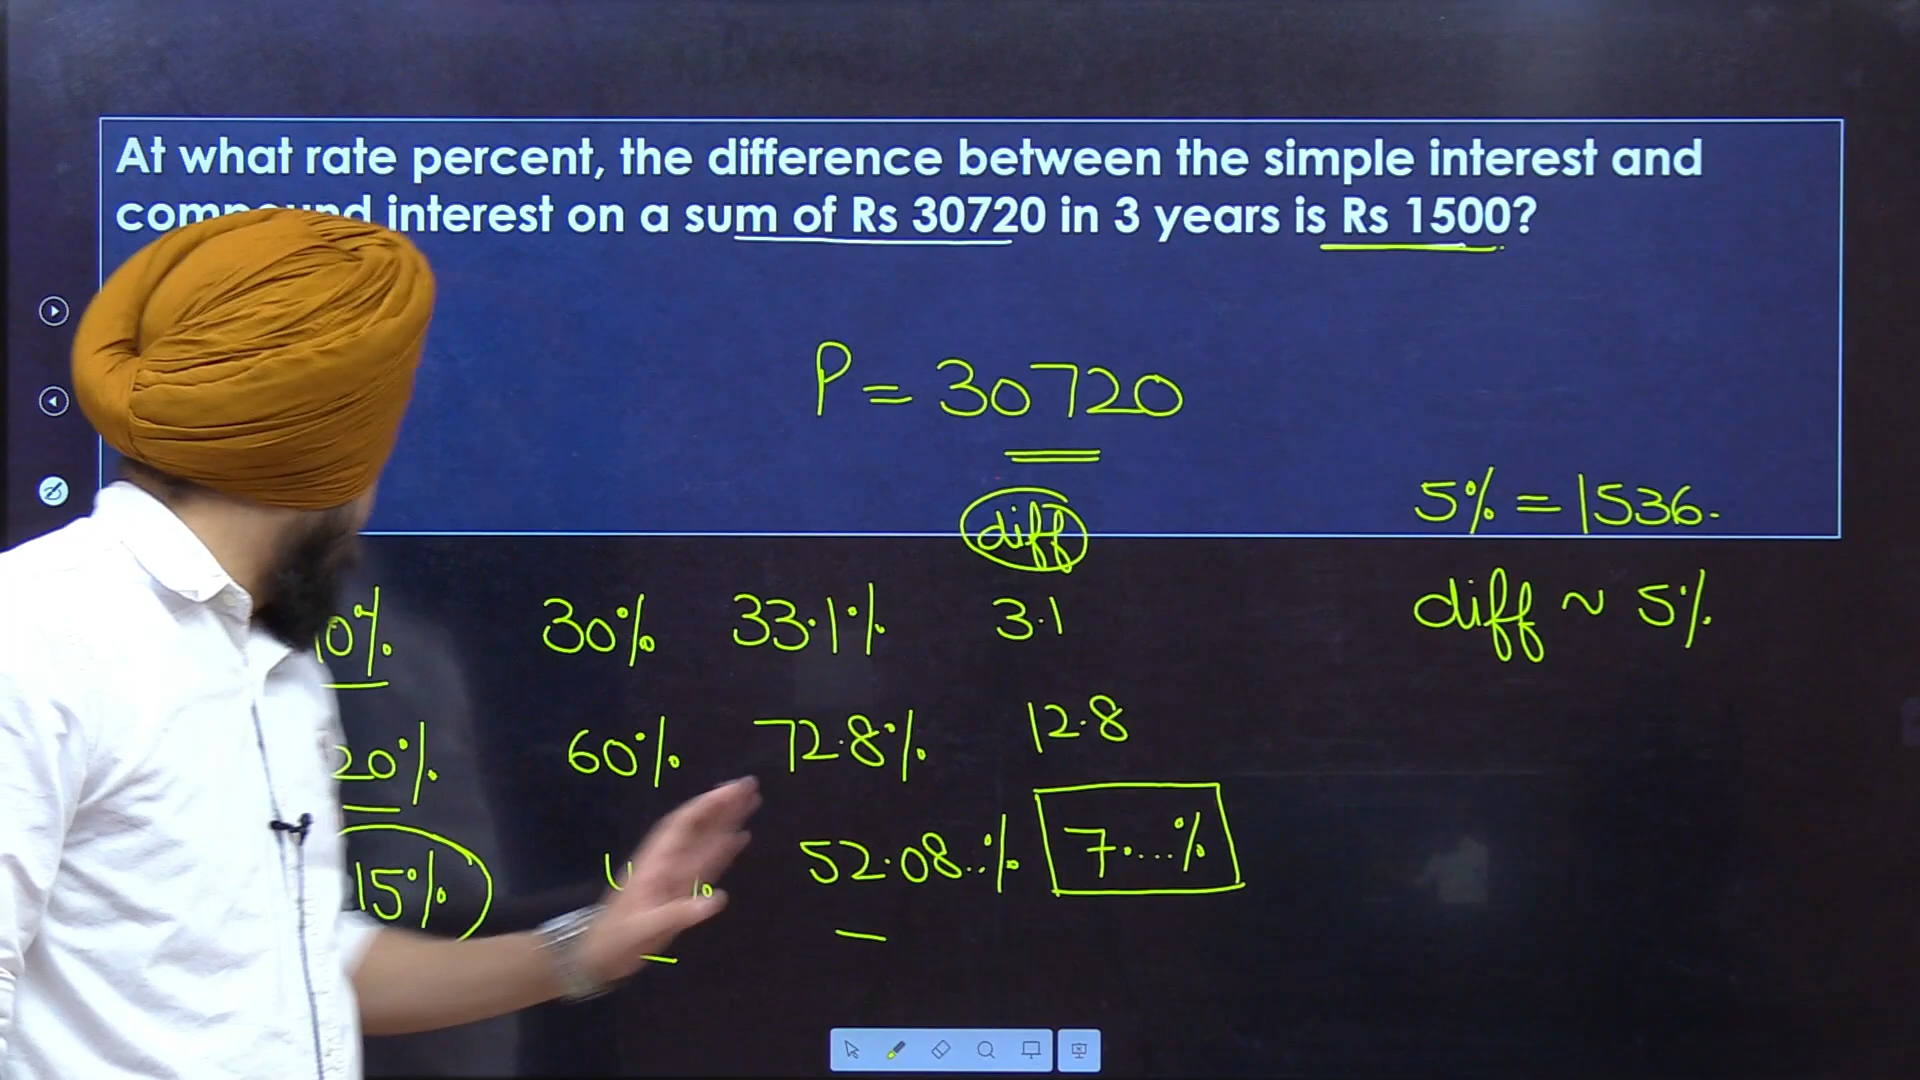 At what rate percent, the difference between the simple interest and
interest on a sum of Rs 30720 in 3 years is Rs 1500?
P = 30720
5% = 1536.
diff
diff ~ 5%
10% 30% 33.1% 3.1
20% 60% 72.8% 12.8
15% 52.08..% 7....%